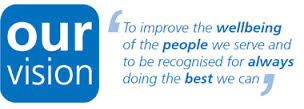 our
vision
‘To improve the wellbeing
of the people we serve and
to be recognised for always
doing the best we can’